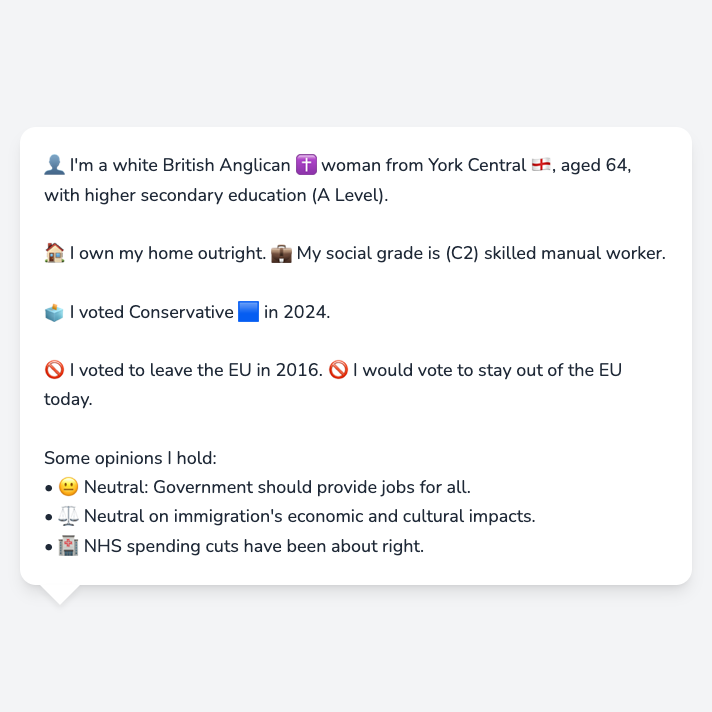 👤 I'm a white British Anglican ✝️ woman from York Central 🏴󠁧󠁢󠁥󠁮󠁧󠁿, aged 64,
with higher secondary education (A Level).
🏠 I own my home outright. 💼 My social grade is (C2) skilled manual worker.
🗳️ I voted Conservative 🟦 in 2024.
🚫 I voted to leave the EU in 2016. 🚫 I would vote to stay out of the EU
today.
Some opinions I hold:
• 😐 Neutral: Government should provide jobs for all.
• ⚖️ Neutral on immigration's economic and cultural impacts.
• 🏥 NHS spending cuts have been about right.